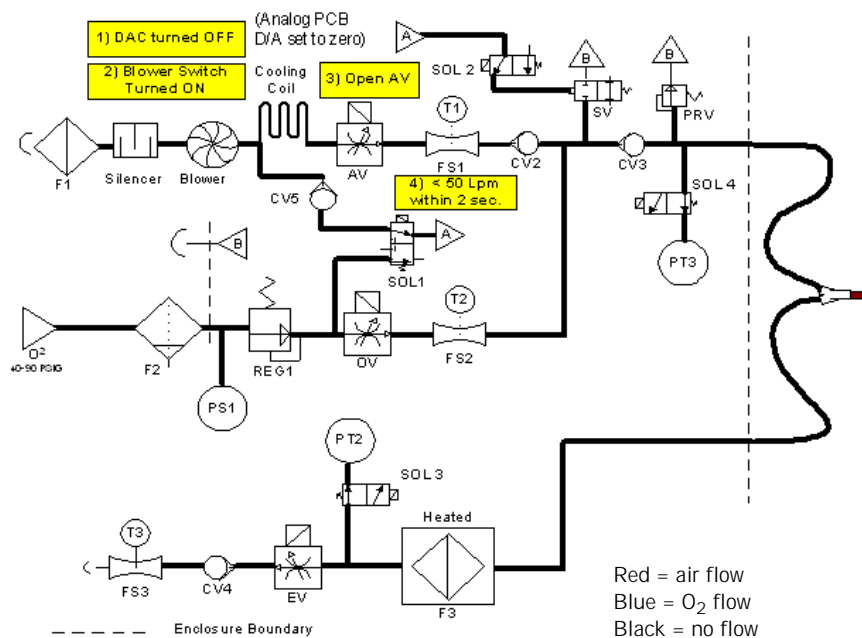 1) DAC turned OFF
(Analog PCB
D/A set to zero)
2) Blower Switch
Turned ON
Cooling
Coil
3) Open AV
A
SOL 2
B
B
SV
PRV
T1
F1
Silencer
Blower
AV
FS1
CV2
CV3
CV5
4) < 50 Lpm
within 2 sec.
SOL 4
B
A
SOL1
PT3
T2
O2
40-90 PSIG
F2
REG1
OV
FS2
PS1
PT2
SOL 3
Heated
T3
FS3
CV4
EV
F3
Red = air flow
Blue = O2 flow
Black = no flow
Enclosure Boundary